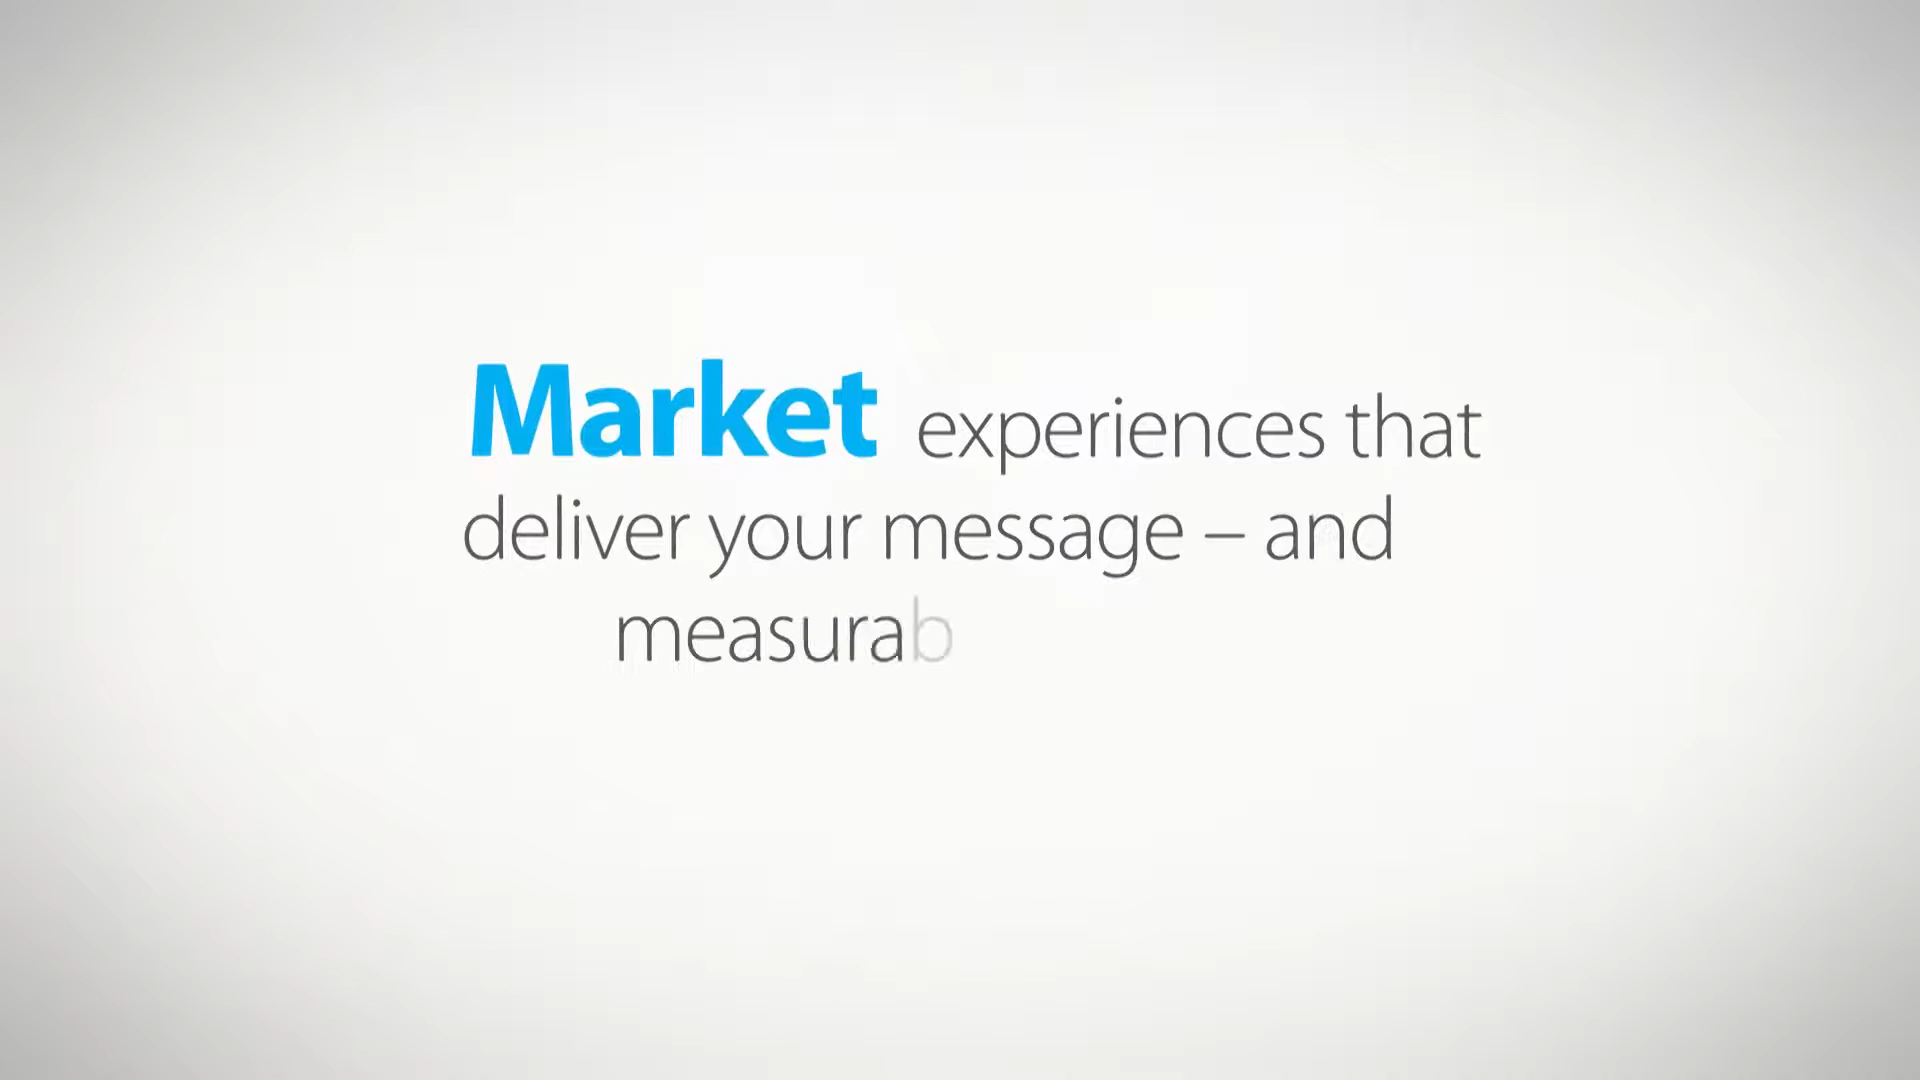 Market experiences that
deliver your message – and
measurab